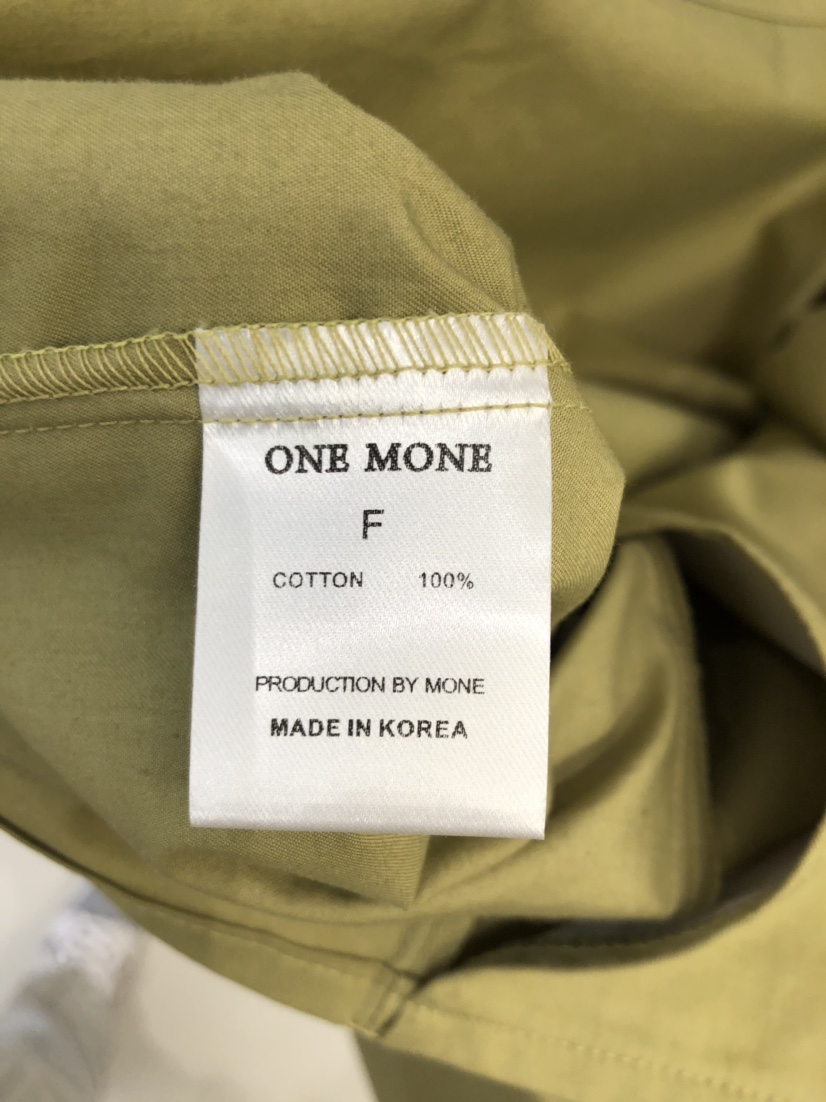 ONE MONE
F
COTTON 100%
PRODUCTION BY MONE
MADE IN KOREA